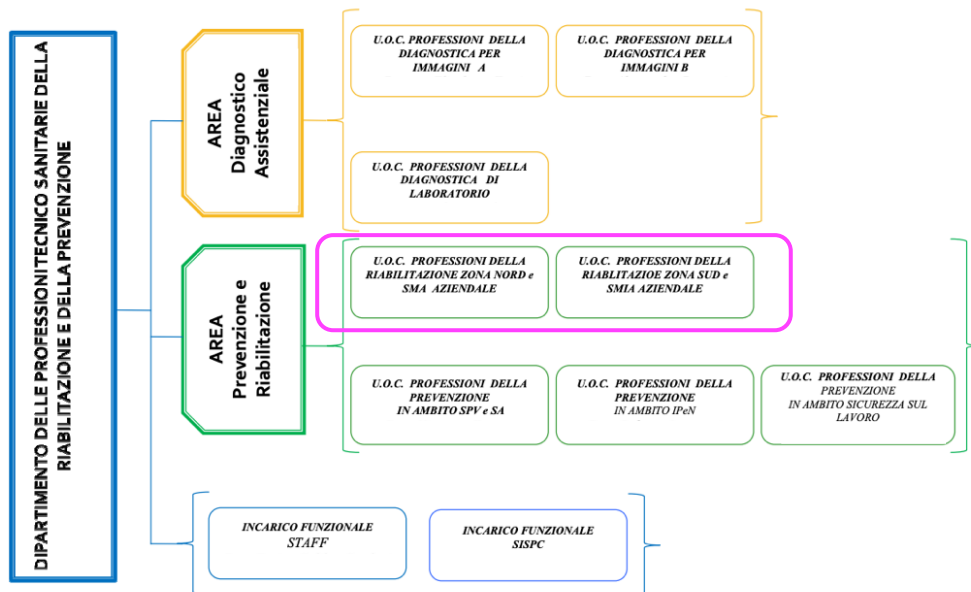 DIPARTIMENTO DELLE PROFESSIONI TECNICO SANITARIE DELLA
RIABILITAZIONE E DELLA PREVENZIONE
AREA
Diagnostico
Assistenziale
U.O.C. PROFESSIONI DELLA
DIAGNOSTICA PER
IMMAGINI A
U.O.C. PROFESSIONI DELLA
DIAGNOSTICA PER
IMMAGINI B
U.O.C. PROFESSIONI DELLA
DIAGNOSTICA DI
LABORATORIO
AREA
Prevenzione e
Riabilitazione
U.O.C. PROFESSIONI DELLA
RIABILITAZIONE ZONA NORD e
SMA AZIENDALE
U.O.C. PROFESSIONI DELLA
RIABLITAZIOE ZONA SUD e
SMIA AZIENDALE
U.O.C. PROFESSIONI DELLA
PREVENZIONE
IN AMBITO SPV e SA
U.O.C. PROFESSIONI DELLA
PREVENZIONE
IN AMBITO IPeN
U.O.C. PROFESSIONI DELLA
PREVENZIONE
IN AMBITO SICUREZZA SUL
LAVORO
INCARICO FUNZIONALE
STAFF
INCARICO FUNZIONALE
SISPC